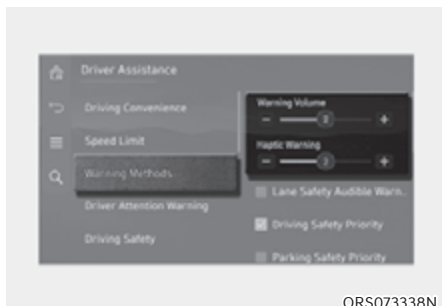 Driver Assistance
Driving Convenience
Speed Limit
Warning Methods
Driver Attention Warning
Driving Safety
Warning Volume
Haptic Warning
Lane Safety Audible Warn..
Driving Safety Priority
Parking Safety Priority
ORS073338N